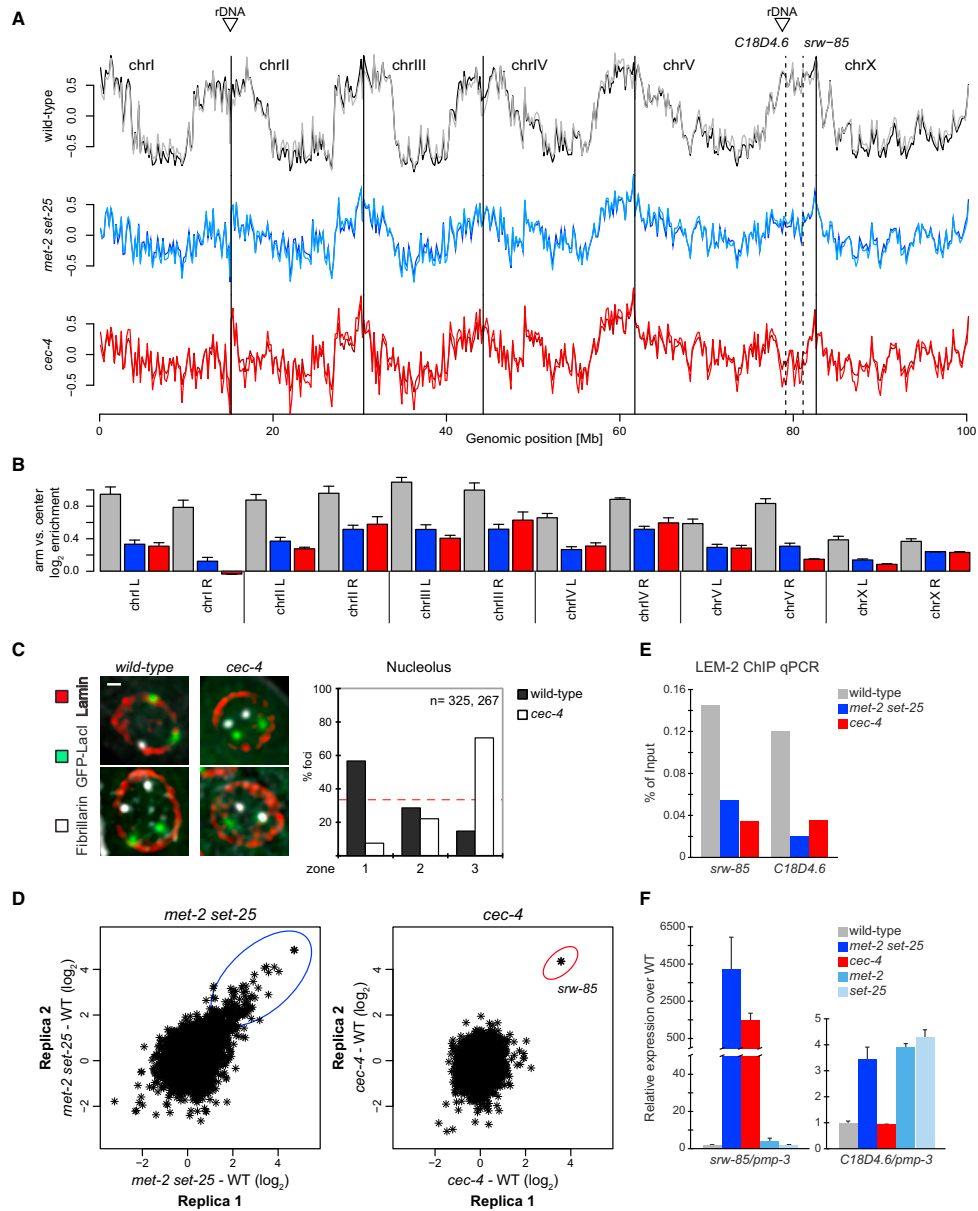 A
rDNA
rDNA
C18D4.6 srw−85
chrI
chrII
chrIII
chrIV
chrV
chrX
wild-type
0.5
0.0
−0.5
met-2 set-25
0.5
0.0
−0.5
cec-4
0.5
0.0
−0.5
0 20 40 60 80 100
Genomic position [Mb]
B
arm vs. center
log2 enrichment
0.8
0.4
0
chrI L
chrI R
chrII L
chrII R
chrIII L
chrIII R
chrIV L
chrIV R
chrV L
chrV R
chrX L
chrX R
C
wild-type
cec-4
Fibrillarin GFP-LacI Lamin
Nucleolus
n= 325, 267
wild-type
cec-4
% foci
100
80
60
40
20
zone 1 2 3
E
LEM-2 ChIP qPCR
wild-type
met-2 set-25
cec-4
% of Input
0.16
0.12
0.08
0.04
0
srw-85
C18D4.6
D
met-2 set-25
Replica 2
met-2 set-25 - WT (log2)
4
2
0
−2
−2 0 2 4
met-2 set-25 - WT (log2)
Replica 1
cec-4
Replica 2
cec-4 - WT (log2)
4
2
0
−2
srw-85
−2 0 2 4
cec-4 - WT (log2)
Replica 1
F
wild-type
met-2 set-25
cec-4
met-2
set-25
Relative expression over WT
6500
4500
2500
500
60
40
20
0
srw-85/pmp-3
5
4
3
2
1
0
C18D4.6/pmp-3